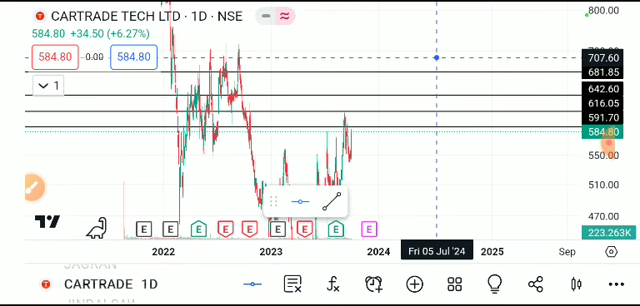 CARTRADE TECH LTD · 1D · NSE
584.80 +34.50 (+6.27%)
584.80 0.00 584.80
1
800.00
707.60
681.85
642.60
616.05
591.70
584.80
550.00
510.00
470.00
223.263K
E E E E E E E E E
2022 2023 2024 Fri 05 Jul '24 2025 Sep
JAGRAN
CARTRADE 1D
JINDALSAW